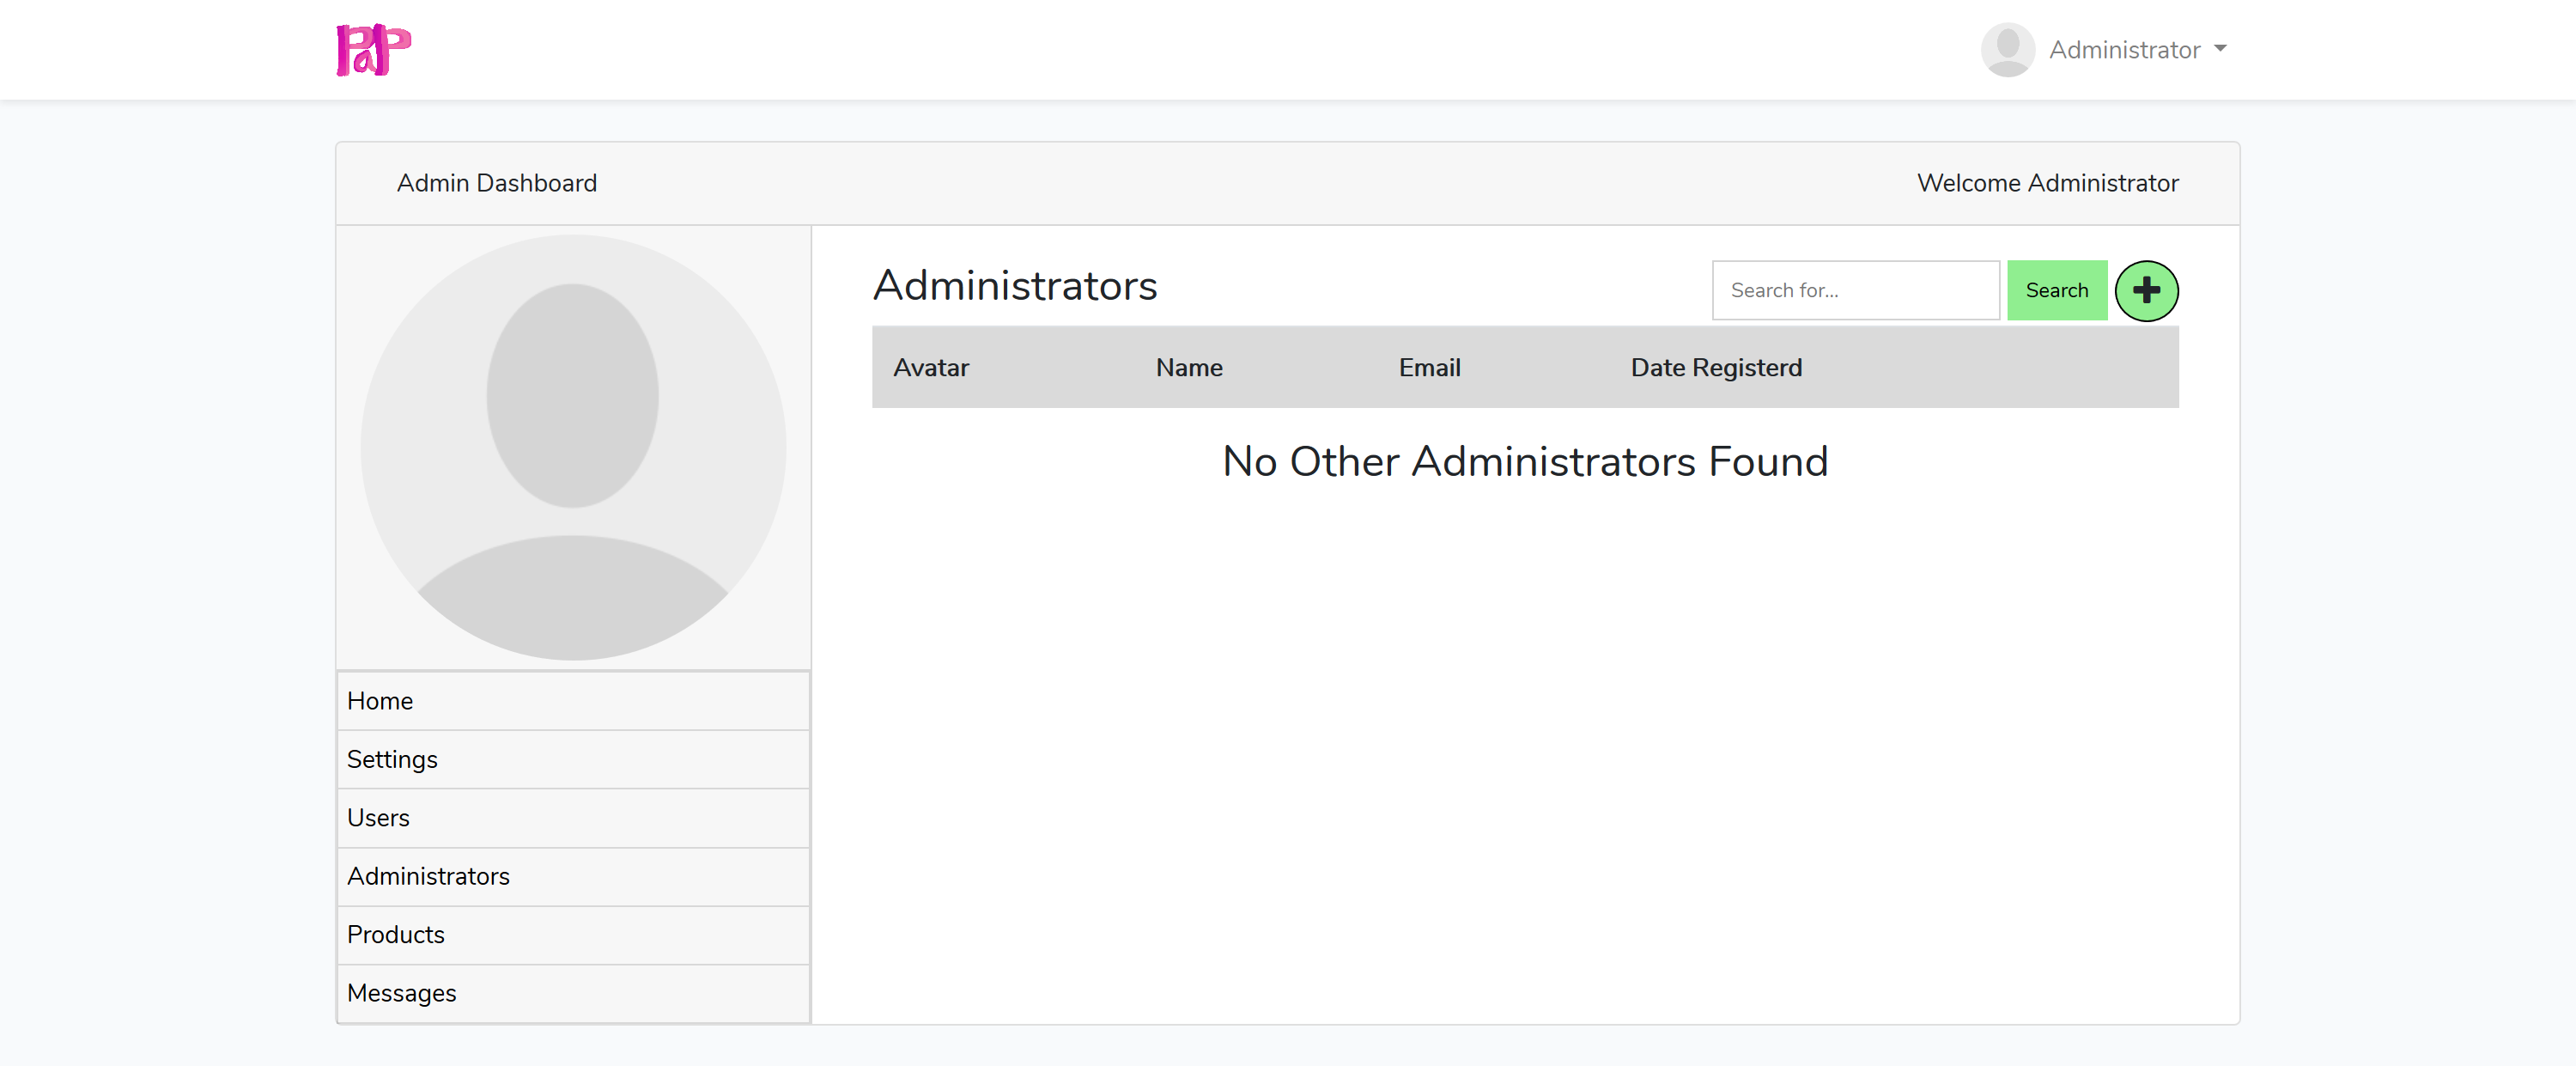 PaP
Administrator
Admin Dashboard
Welcome Administrator
Administrators
Search for...
Search
Avatar Name Email Date Registerd
No Other Administrators Found
Home
Settings
Users
Administrators
Products
Messages